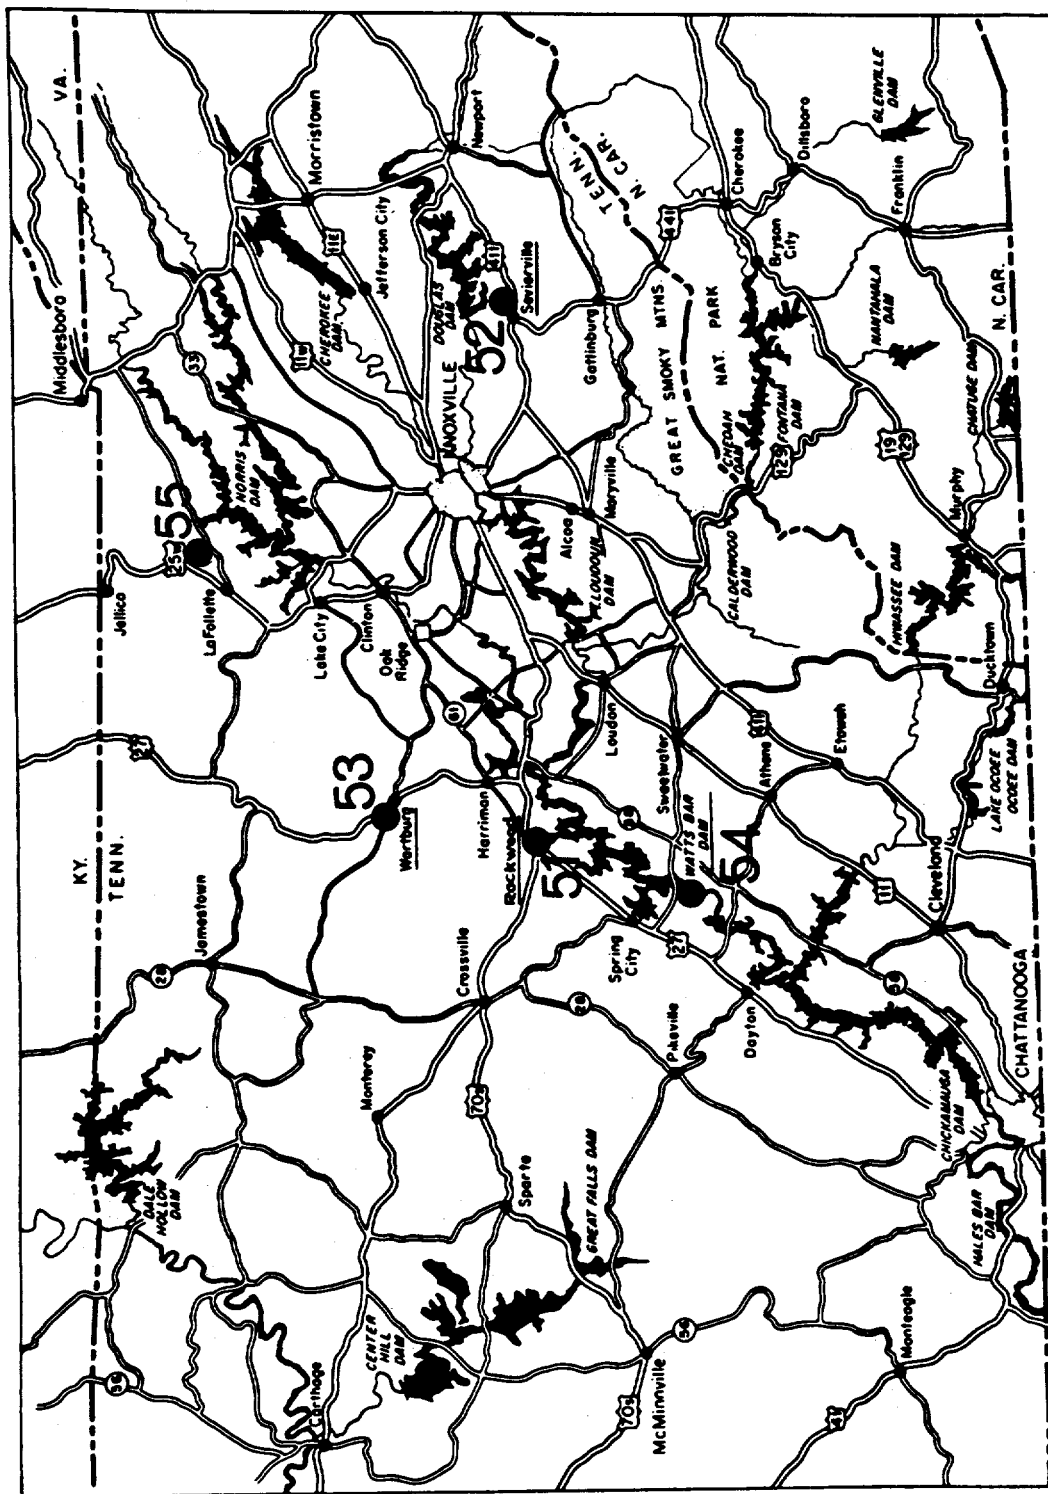 KY.
TENN.
VA.
Middlesboro
Jellico
55
25W
LaFollette
NORRIS
DAM
33
Lake City
Clinton
Oak
Ridge
27
Jamestown
28
DALE
HOLLOW
DAM
56
Carthage
CENTER
HILL
DAM
Monterey
53
Wartburg
61
Harriman
Rockwood
51
Crossville
70N
Sparta
GREAT FALLS DAM
McMinnville
70S
56
Pikeville
28
Spring
City
27
Dayton
WATTS BAR
DAM
54
58
58
Sweetwater
Athens
411
Etowah
11
Cleveland
CHATTANOOGA
CHICKAMAUGA
DAM
HALES BAR
DAM
Monteagle
41
LAKE OCOEE
OCOEE DAM
Ducktown
HIWASSEE DAM
Murphy
CHATUGE DAM
N. CAR.
19
129
NANTAHALA
DAM
Franklin
GLENVILLE
DAM
Dillsboro
Cherokee
Bryson
City
441
FONTANA
DAM
129
CHEOAH
DAM
CALDERWOOD
DAM
GREAT SMOKY MTNS.
NAT. PARK
TENN.
N. CAR.
Gatlinburg
Sevierville
52
411
DOUGLAS
DAM
Newport
Morristown
11E
Jefferson City
CHEROKEE
DAM
11W
KNOXVILLE
Alcoa
Maryville
FT. LOUDOUN
DAM
Loudon